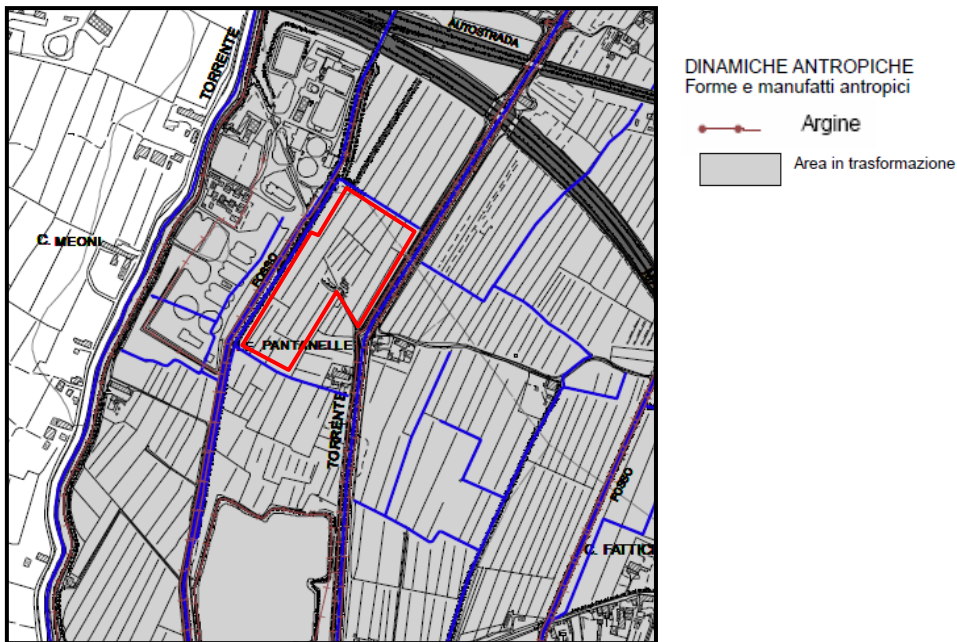 AUTOSTRADA
TORRENTE
C. MEONI
FOSSO
PANTANELLE
TORRENTE
FOSSO
C. FATTIC
DINAMICHE ANTROPICHE
Forme e manufatti antropici
Argine
Area in trasformazione